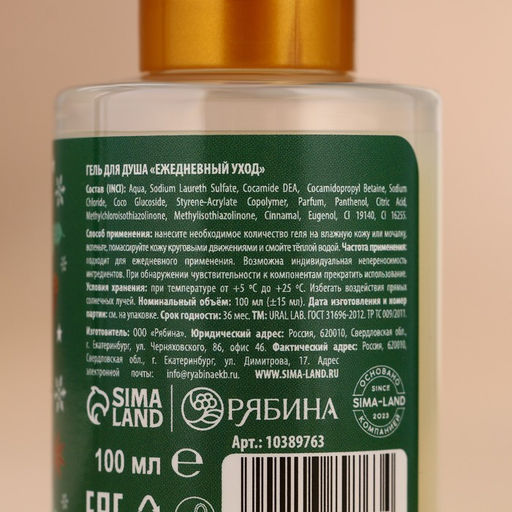 ГЕЛЬ ДЛЯ ДУША «ЕЖЕДНЕВНЫЙ УХОД»
Состав (INCI): Aqua, Sodium Laureth Sulfate, Cocamide DEA, Cocamidopropyl Betaine, Sodium
Chloride, Coco Glucoside, Styrene-Acrylate Copolymer, Parfum, Panthenol, Citric Acid,
Methylchloroisothiazolinone, Methylisothiazolinone, Cinnamal, Eugenol, CI 19140, CI 16255.
Способ применения: нанесите необходимое количество геля на влажную кожу или мочалку,
вспеньте, помассируйте кожу круговыми движениями и смойте тёплой водой. Частота применения:
подходит для ежедневного применения. Возможна индивидуальная непереносимость
ингредиентов. При обнаружении чувствительности к компонентам прекратить использование.
Условия хранения: при температуре от +5 °C до +25 °C. Избегать воздействия прямых
солнечных лучей. Номинальный объём: 100 мл (±15 мл). Дата изготовления и номер
партии: см. на упаковке. Срок годности: 36 мес. TM: URAL LAB. ГОСТ 31696-2012. ТР ТС 009/2011.
Изготовитель: ООО «Рябина». Юридический адрес: Россия, 620010, Свердловская обл.,
г. Екатеринбург, ул. Черняховского, 86, офис 46. Фактический адрес: Россия, 620010,
Свердловская обл., г. Екатеринбург, ул. Димитрова, 17. Адрес
электронной почты: info@ryabinaekb.ru. WWW.SIMA-LAND.RU
SIMA
LAND
РЯБИНА
ОСНОВАНО
SINCE
SIMA-LAND
2023
КОМПАНИЕЙ
Арт.: 10389763
100 мл e
EAC